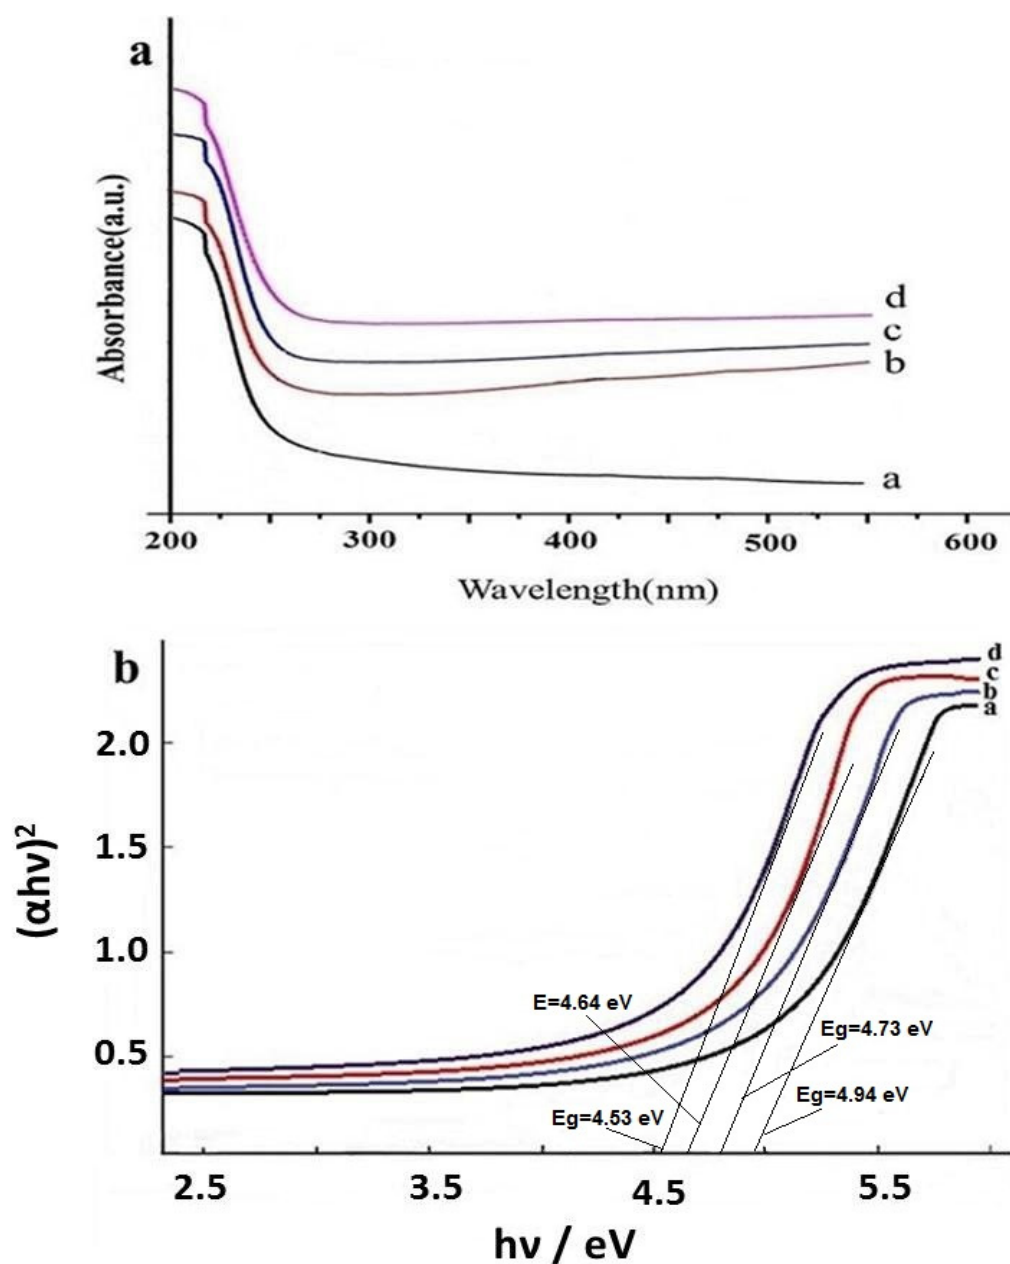 a
Absorbance(a.u.)
d
c
b
a
200 300 400 500 600
Wavelength(nm)
b
d
c
b
a
2.0
1.5
1.0
0.5
(αhν)²
E=4.64 eV
Eg=4.73 eV
Eg=4.94 eV
Eg=4.53 eV
2.5 3.5 4.5 5.5
hν / eV